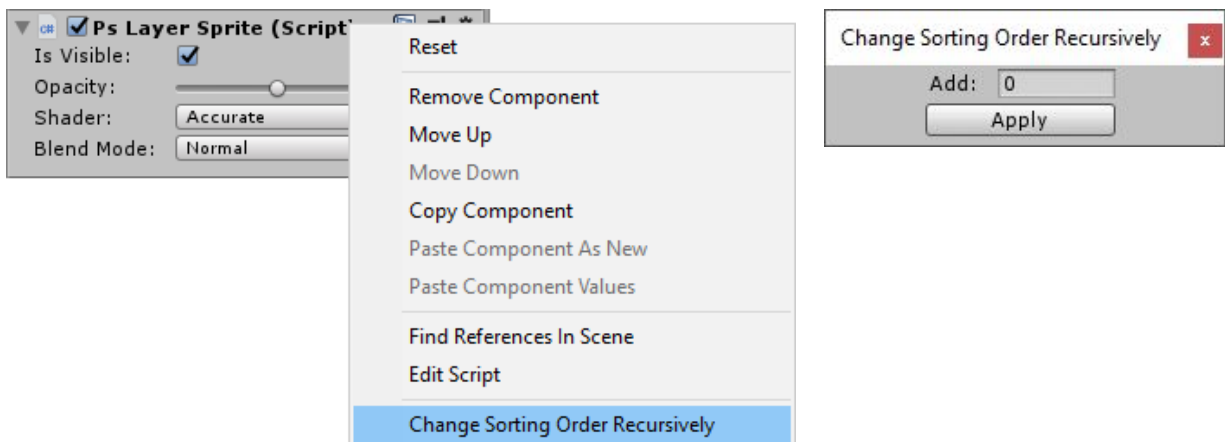 Ps Layer Sprite (Script)
Is Visible:
Opacity:
Shader: Accurate
Blend Mode: Normal
Reset
Remove Component
Move Up
Move Down
Copy Component
Paste Component As New
Paste Component Values
Find References In Scene
Edit Script
Change Sorting Order Recursively
Change Sorting Order Recursively x
Add: 0
Apply